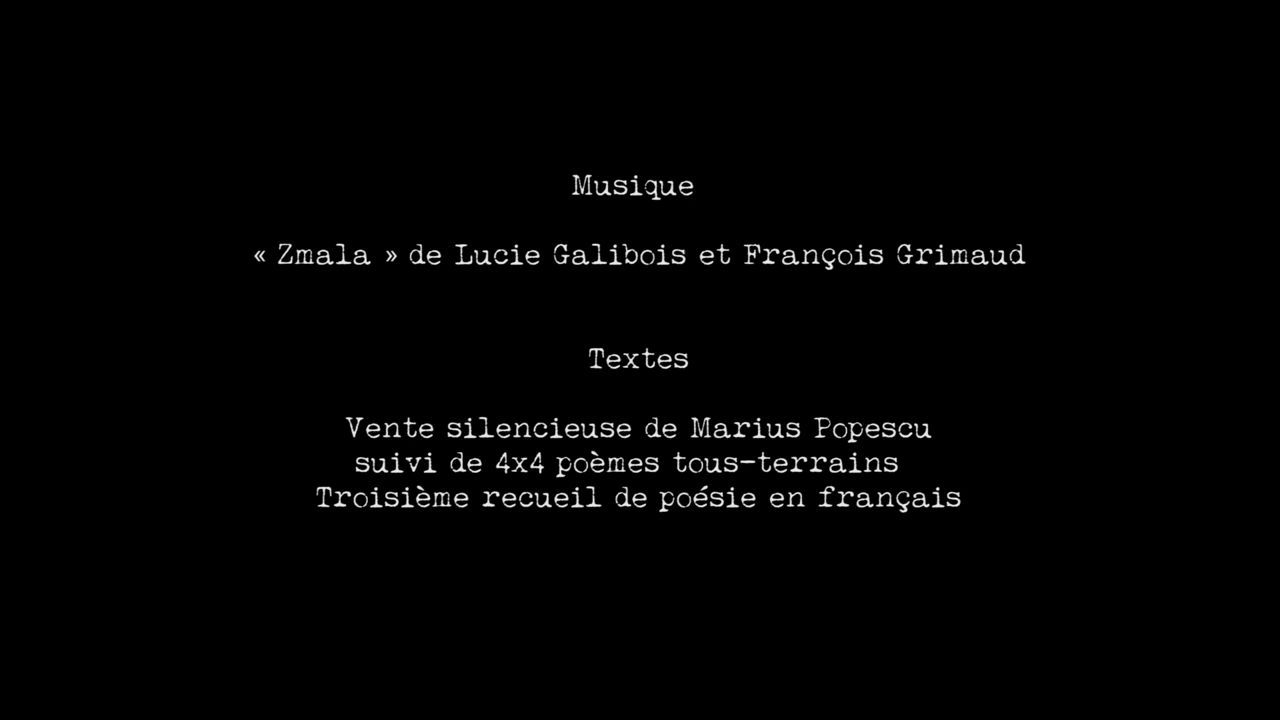 Musique
« Zmala » de Lucie Galibois et François Grimaud
Textes
Vente silencieuse de Marius Popescu
suivi de 4x4 poèmes tous-terrains
Troisième recueil de poésie en français